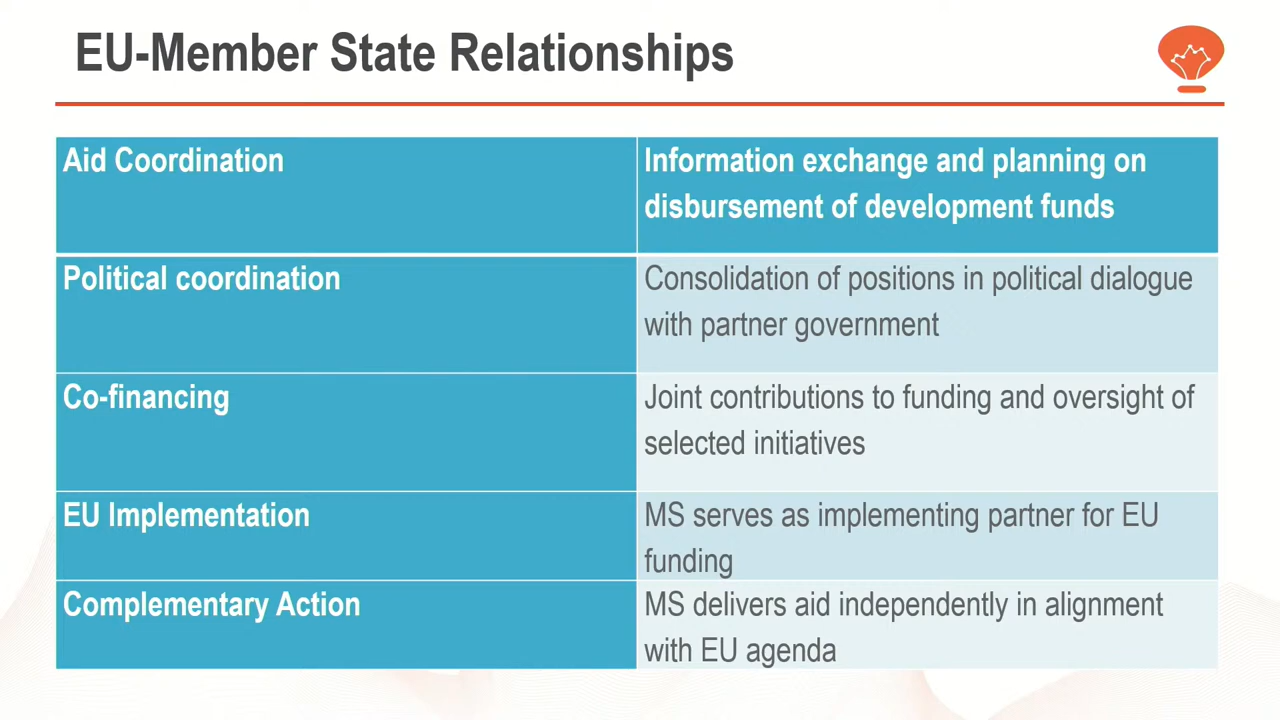 EU-Member State Relationships
Aid Coordination
Information exchange and planning on
disbursement of development funds
Political coordination
Consolidation of positions in political dialogue
with partner government
Co-financing
Joint contributions to funding and oversight of
selected initiatives
EU Implementation
MS serves as implementing partner for EU
funding
Complementary Action
MS delivers aid independently in alignment
with EU agenda